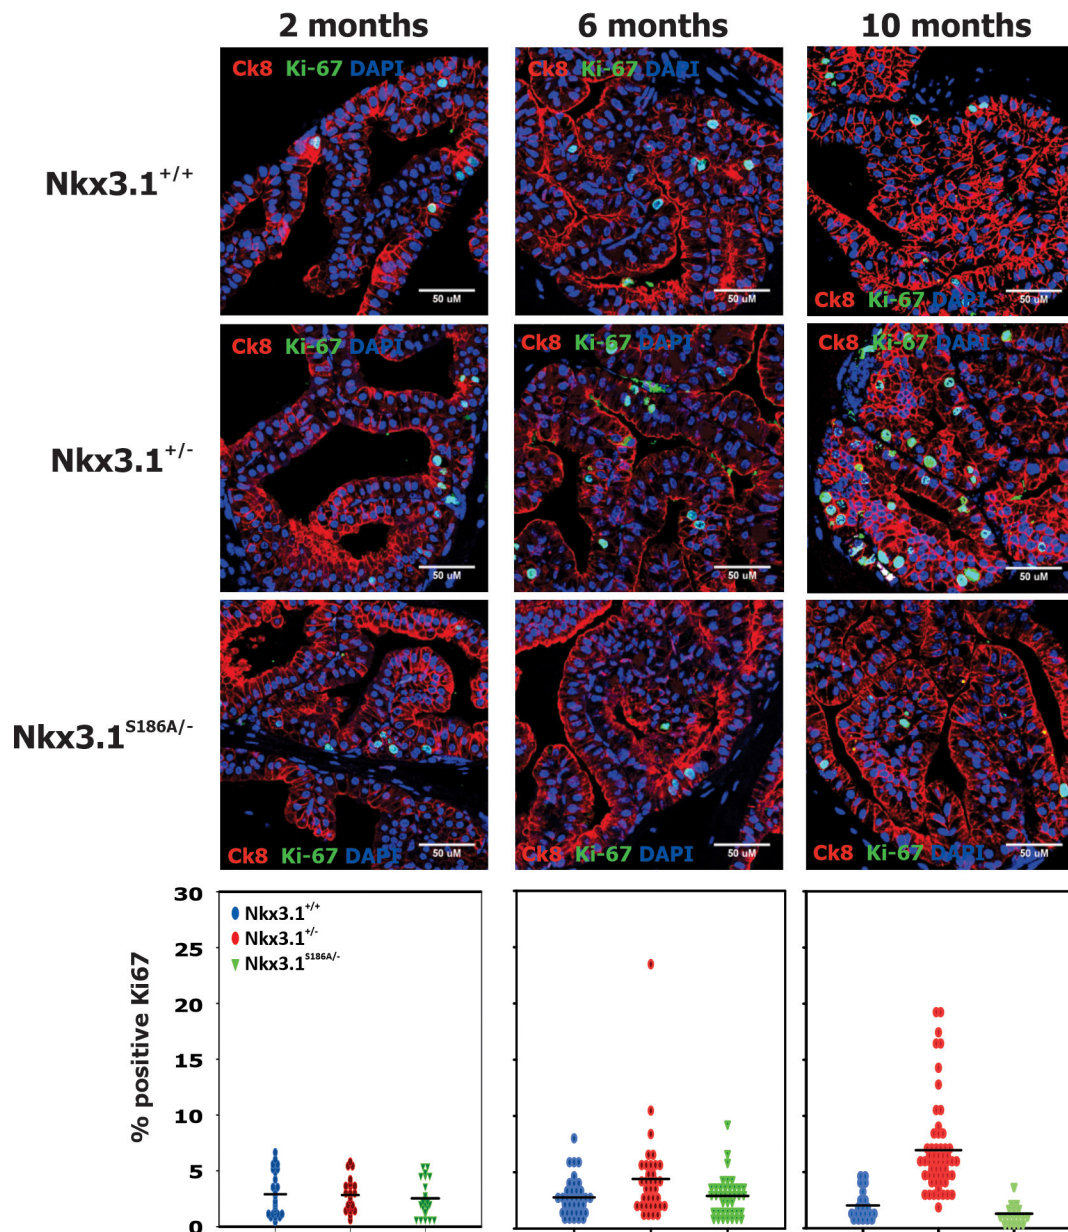 2 months 6 months 10 months
Ck8 Ki-67 DAPI Ck8 Ki-67 DAPI
Nkx3.1+/+
50 uM 50 uM 50 uM
Ck8 Ki-67 DAPI
Ck8 Ki-67 DAPI Ck8 Ki-67 DAPI Ck8 Ki-67 DAPI
Nkx3.1+/-
50 uM 50 uM 50 uM
Nkx3.1S186A/-
50 uM 50 uM 50 uM
Ck8 Ki-67 DAPI Ck8 Ki-67 DAPI Ck8 Ki-67 DAPI
% positive Ki67
30
25
20
15
10
5
0
Nkx3.1+/+
Nkx3.1+/-
Nkx3.1S186A/-